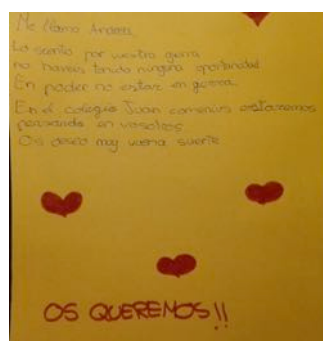 Me llamo Andrea
Lo siento por vuestra guerra
no haveis tenido ninguna oportunidad
En poder no estar en guerra.
En el colegio Juan comenius estaremos
pensando en vosotros
Os deseo muy buena suerte
OS QUEREMOS!!